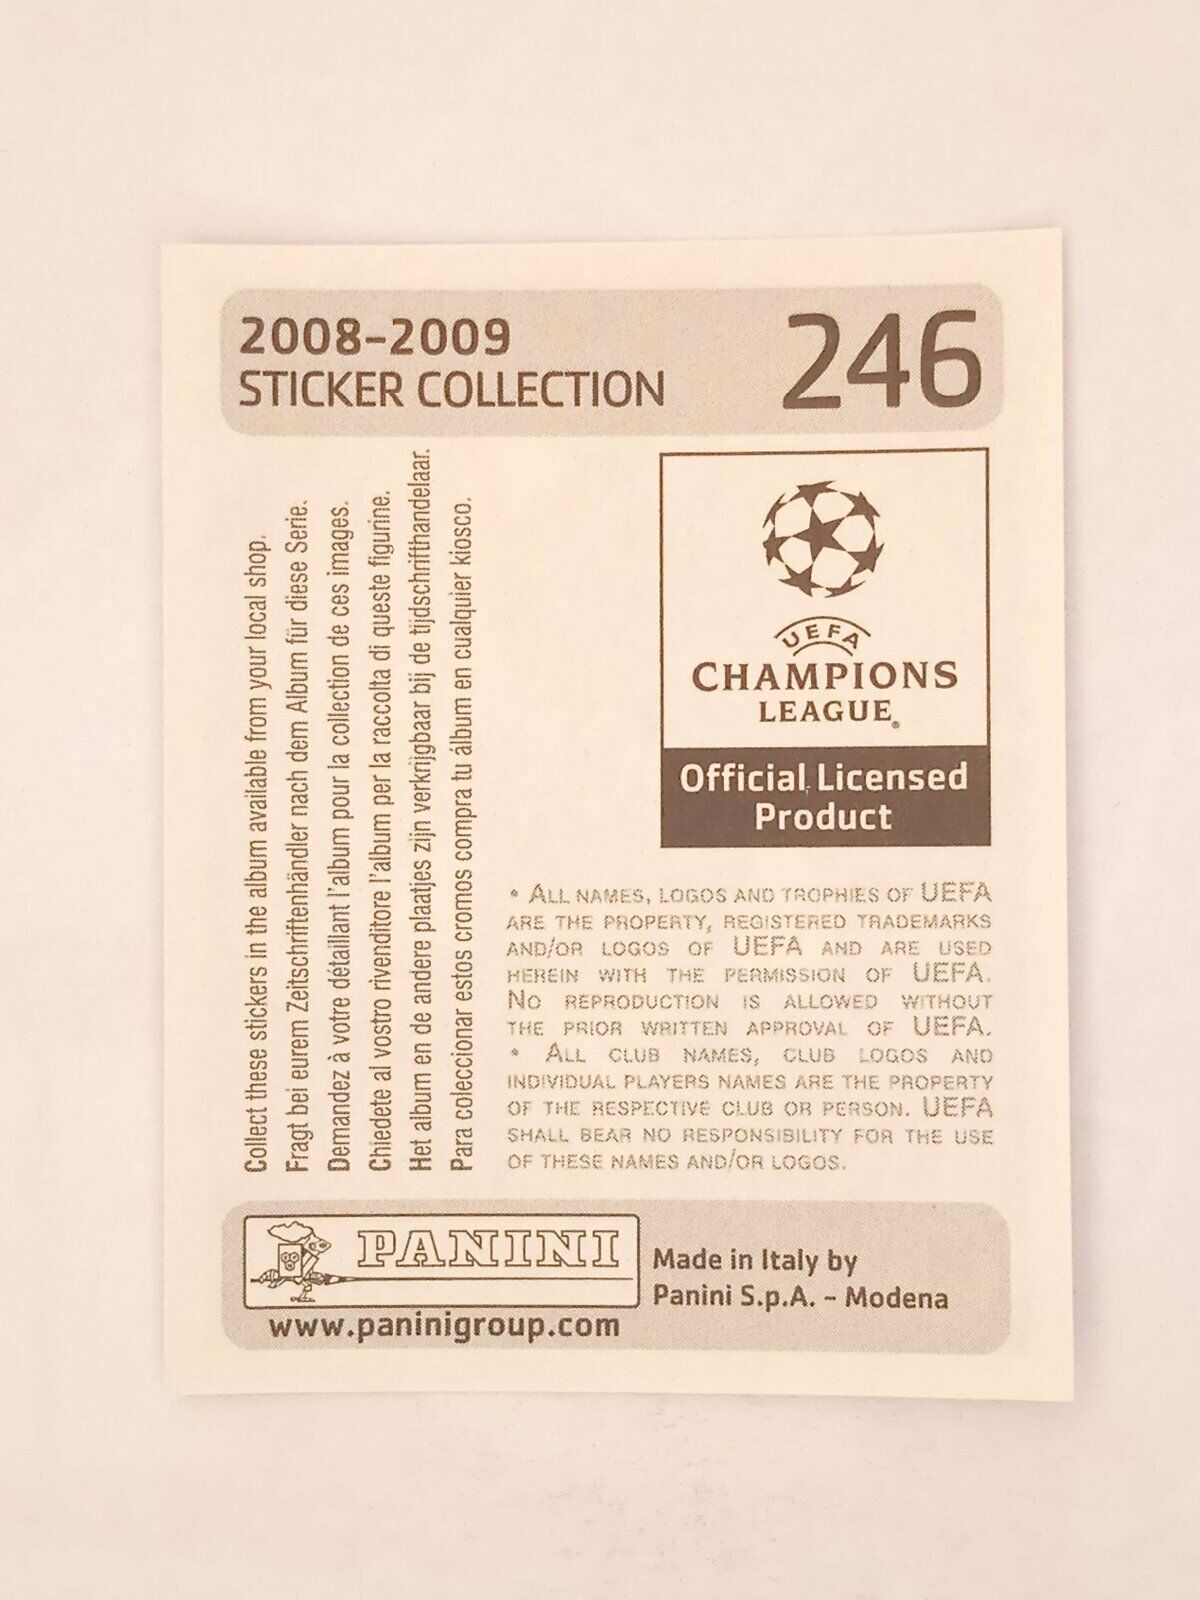 2008-2009
STICKER COLLECTION
246
Collect these stickers in the album available from your local shop.
Fragt bei eurem Zeitschriftenhändler nach dem Album für diese Serie.
Demandez à votre détaillant l'album pour la collection de ces images.
Chiedete al vostro rivenditore l'album per la raccolta di queste figurine.
Het album en de andere plaatjes zijn verkrijgbaar bij de tijdschrifthandelaar.
Para coleccionar estos cromos compra tu álbum en cualquier kiosco.
UEFA
CHAMPIONS
LEAGUE®
Official Licensed
Product
• ALL NAMES, LOGOS AND TROPHIES OF UEFA
ARE THE PROPERTY, REGISTERED TRADEMARKS
AND/OR LOGOS OF UEFA AND ARE USED
HEREIN WITH THE PERMISSION OF UEFA.
NO REPRODUCTION IS ALLOWED WITHOUT
THE PRIOR WRITTEN APPROVAL OF UEFA.
• ALL CLUB NAMES, CLUB LOGOS AND
INDIVIDUAL PLAYERS NAMES ARE THE PROPERTY
OF THE RESPECTIVE CLUB OR PERSON. UEFA
SHALL BEAR NO RESPONSIBILITY FOR THE USE
OF THESE NAMES AND/OR LOGOS.
PANINI
www.paninigroup.com
Made in Italy by
Panini S.p.A. - Modena